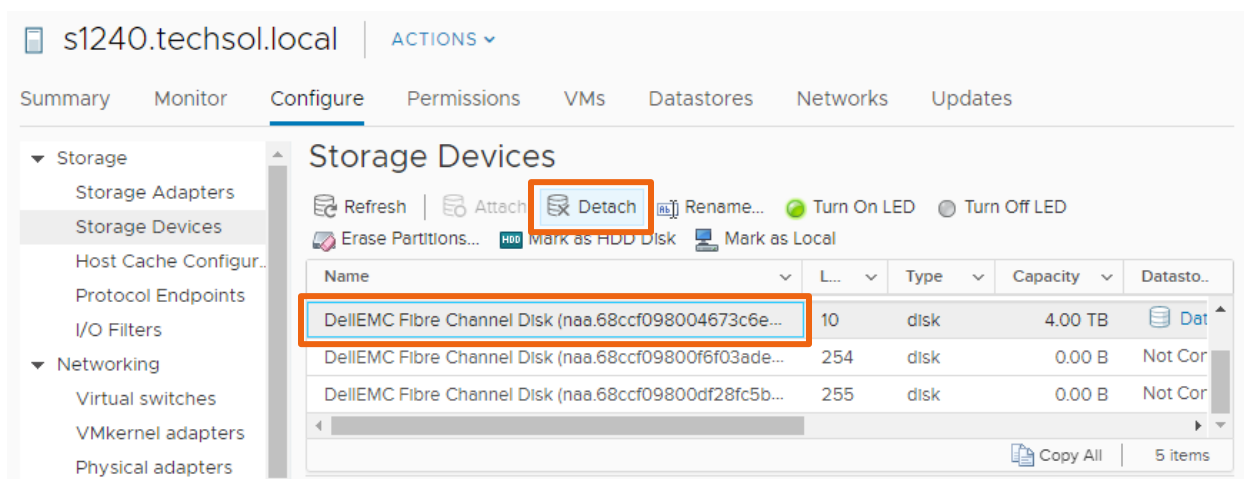 s1240.techsol.local ACTIONS
Summary Monitor Configure Permissions VMs Datastores Networks Updates
Storage
Storage Adapters
Storage Devices
Host Cache Configur..
Protocol Endpoints
I/O Filters
Networking
Virtual switches
VMkernel adapters
Physical adapters
Storage Devices
Refresh Attach Detach Rename... Turn On LED Turn Off LED
Erase Partitions... HDD Mark as HDD Disk Mark as Local
Name L... Type Capacity Datasto..
DellEMC Fibre Channel Disk (naa.68ccf098004673c6e... 10 disk 4.00 TB Dat
DellEMC Fibre Channel Disk (naa.68ccf09800f6f03ade... 254 disk 0.00 B Not Cor
DellEMC Fibre Channel Disk (naa.68ccf09800df28fc5b... 255 disk 0.00 B Not Cor
Copy All 5 items